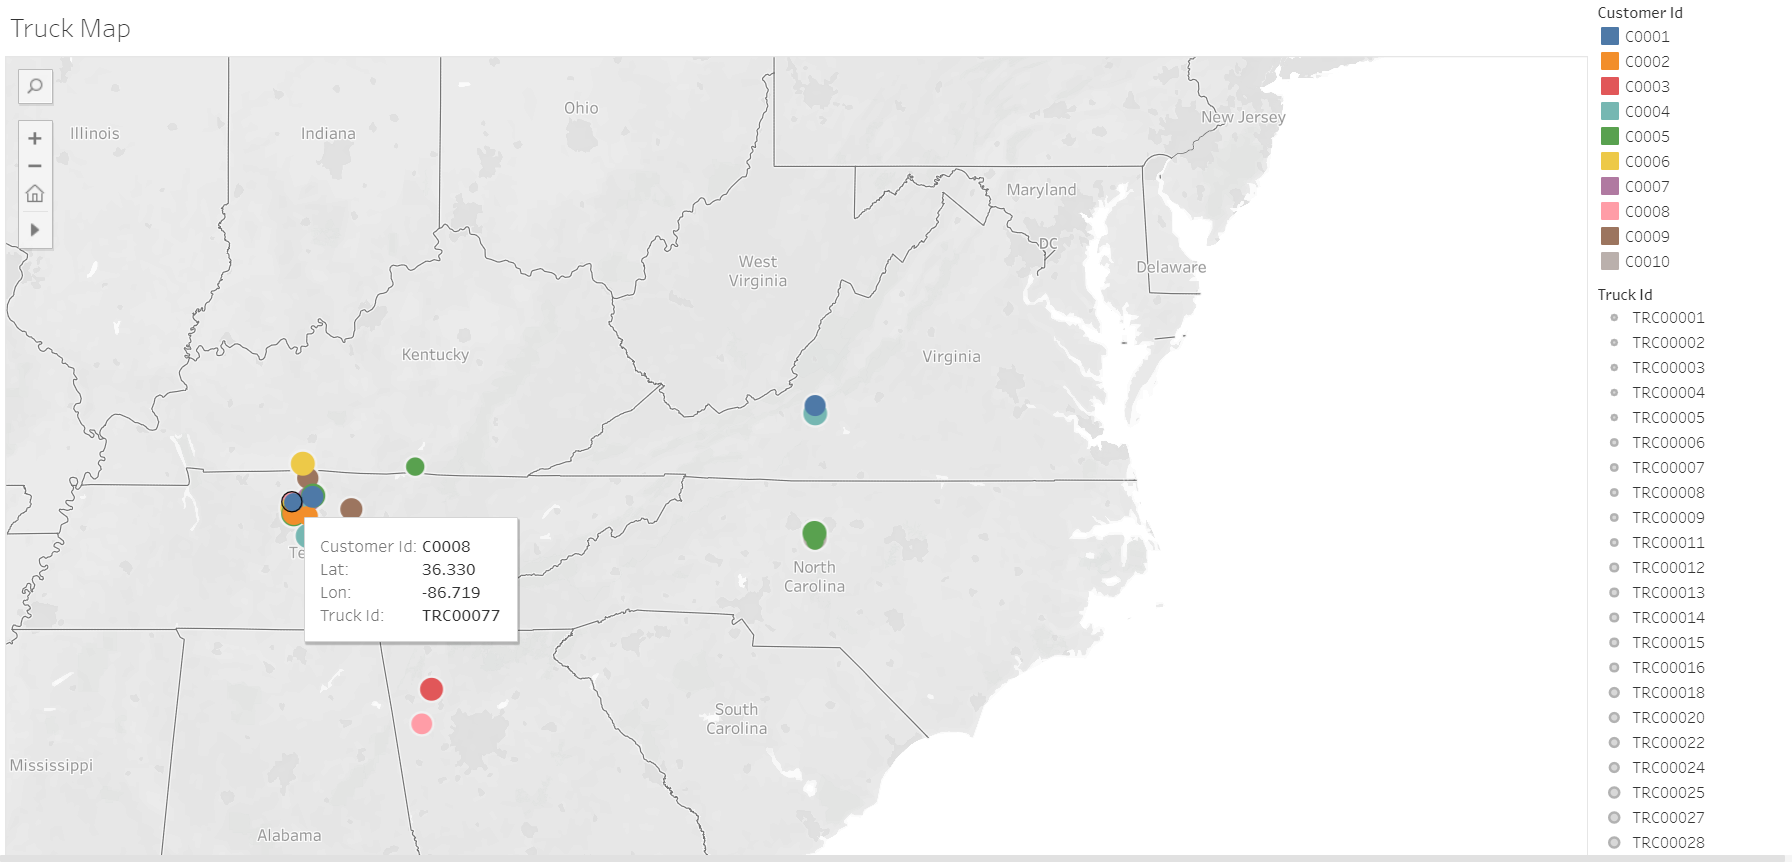 Truck Map
Illinois
Indiana
Ohio
New Jersey
Maryland
DC
West
Virginia
Delaware
Kentucky
Virginia
Te
North
Carolina
South
Carolina
Mississippi
Alabama
Customer Id: C0008
Lat: 36.330
Lon: -86.719
Truck Id: TRC00077
Customer Id
C0001
C0002
C0003
C0004
C0005
C0006
C0007
C0008
C0009
C0010
Truck Id
TRC00001
TRC00002
TRC00003
TRC00004
TRC00005
TRC00006
TRC00007
TRC00008
TRC00009
TRC00011
TRC00012
TRC00013
TRC00014
TRC00015
TRC00016
TRC00018
TRC00020
TRC00022
TRC00024
TRC00025
TRC00027
TRC00028